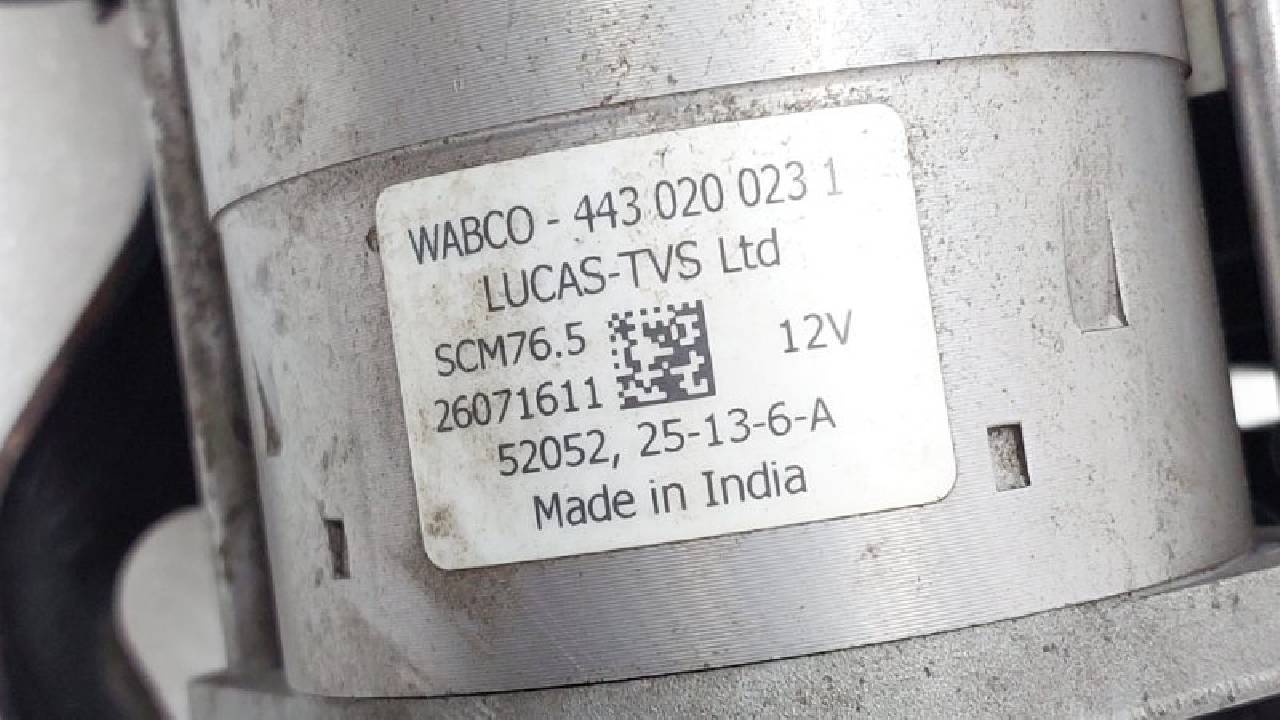 WABCO - 443 020 023 1
LUCAS-TVS Ltd
SCM76.5
12V
26071611
52052, 25-13-6-A
Made in India